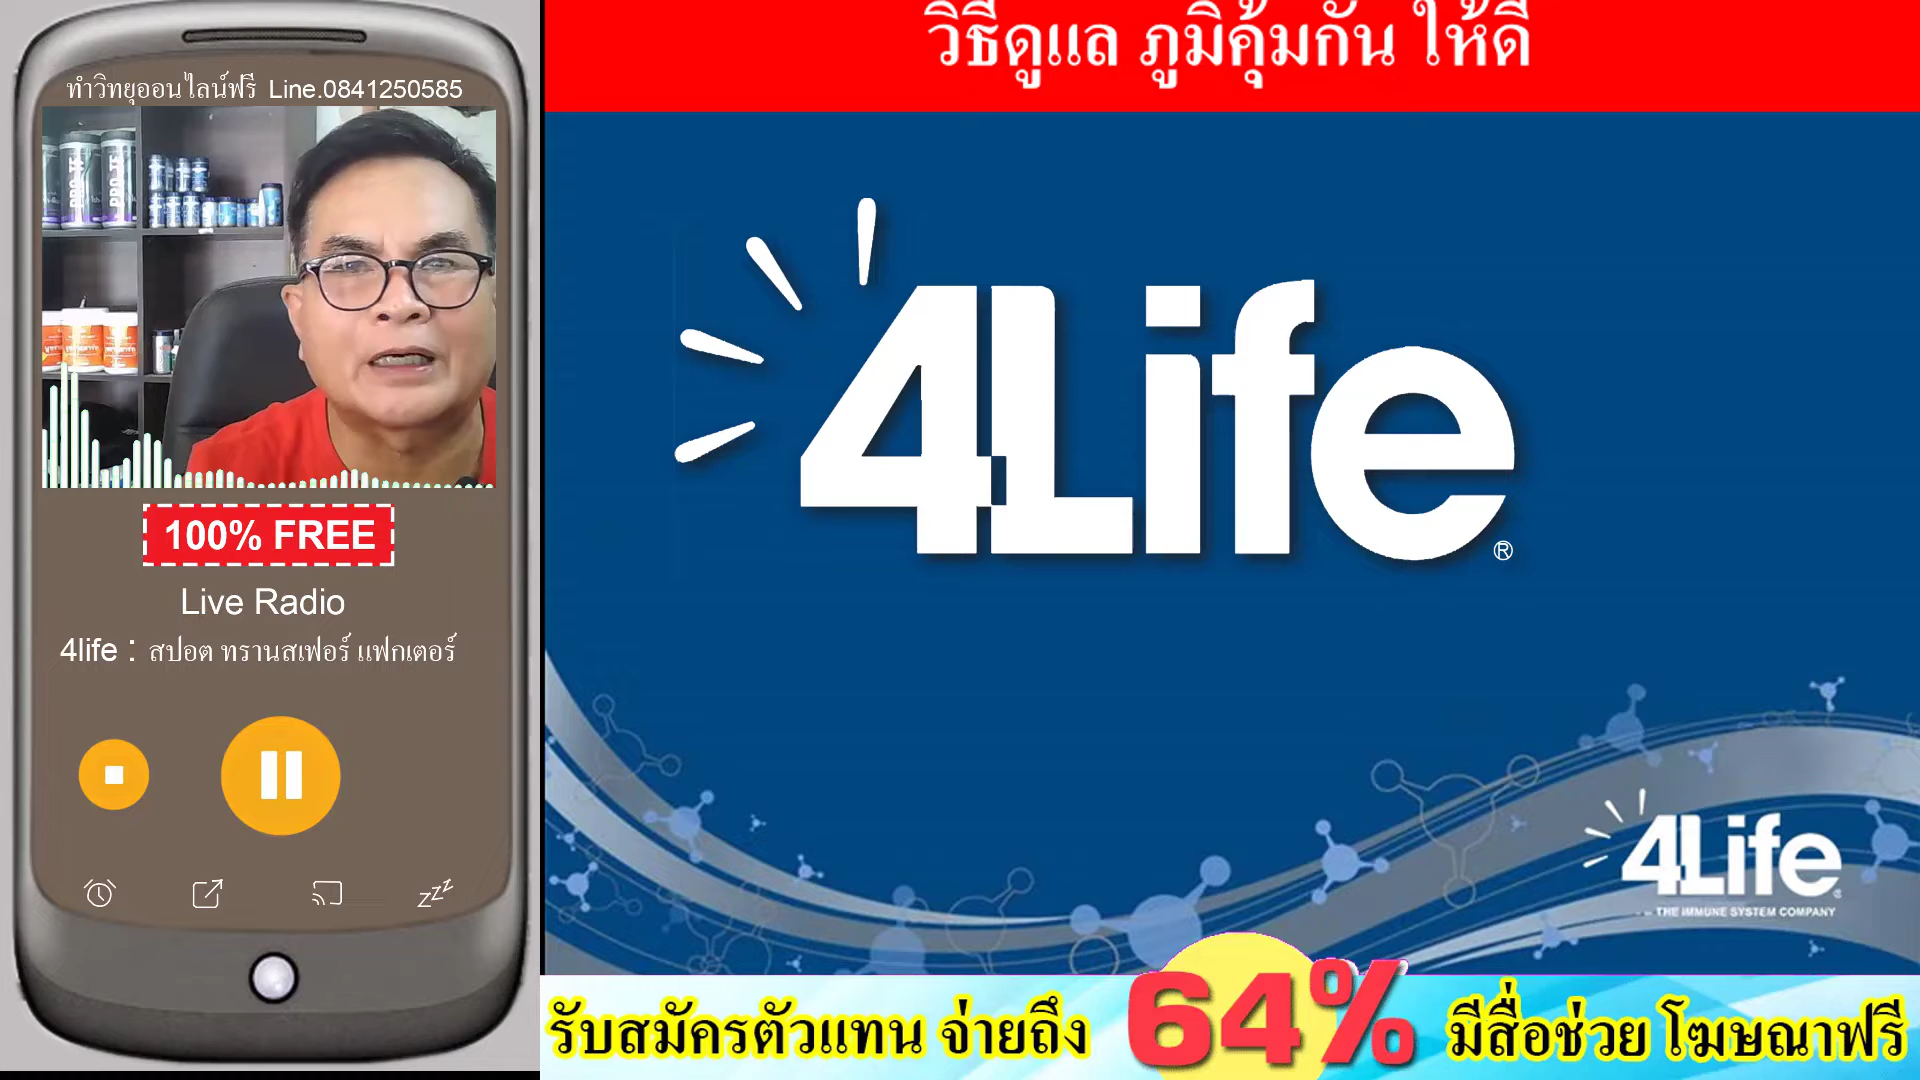 ทำวิทยุออนไลน์ฟรี Line.0841250585
PRO-TF
PRO-TF
100% FREE
Live Radio
4life : สปอต ทรานสเฟอร์ แฟกเตอร์
วิธีดูแล ภูมิคุ้มกัน ให้ดี
4Life®
4Life
THE IMMUNE SYSTEM COMPANY
รับสมัครตัวแทน จ่ายถึง 64% มีสื่อช่วย โฆษณาฟรี